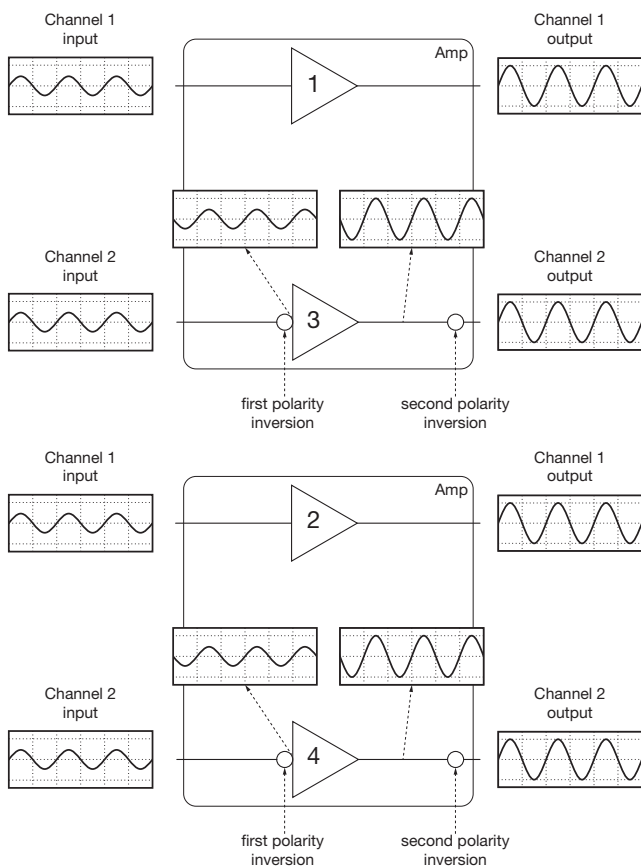 Channel 1
input
Amp
Channel 1
output
1
Channel 2
input
Channel 2
output
3
first polarity
inversion
second polarity
inversion
Channel 1
input
Amp
Channel 1
output
2
Channel 2
input
Channel 2
output
4
first polarity
inversion
second polarity
inversion